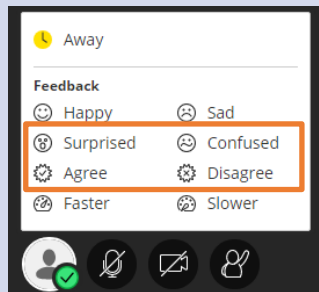 Away
Feedback
Happy Sad
Surprised Confused
Agree Disagree
Faster Slower